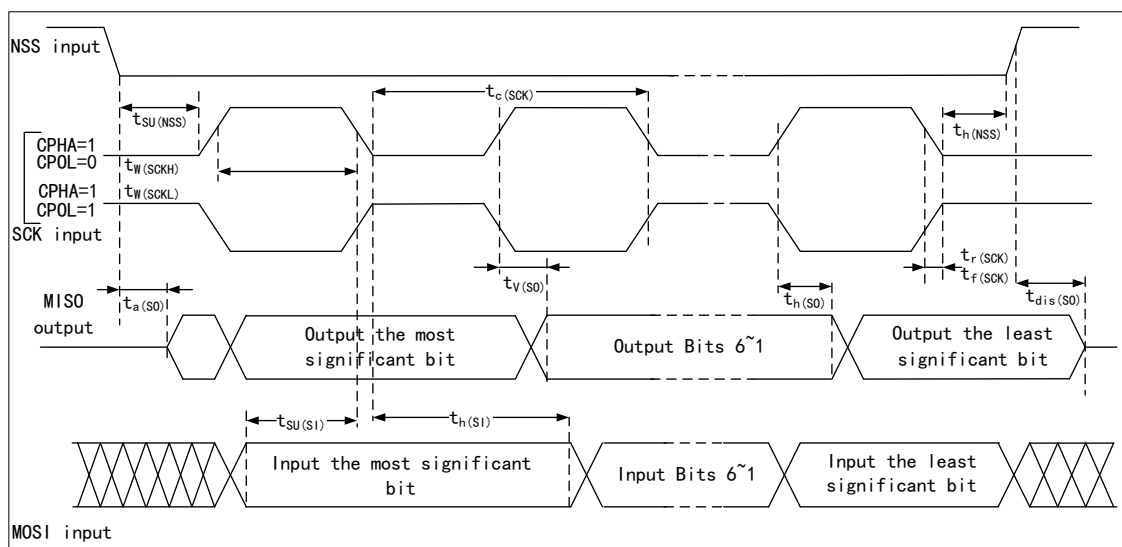 NSS input
tc(SCK)
tSU(NSS)
th(NSS)
CPHA=1
CPOL=0
tW(SCKH)
CPHA=1
CPOL=1
tW(SCKL)
SCK input
tr(SCK)
tf(SCK)
ta(SO)
tV(SO)
th(SO)
tdis(SO)
MISO
output
Output the most
significant bit
Output Bits 6~1
Output the least
significant bit
tSU(SI)
th(SI)
Input the most significant
bit
Input Bits 6~1
Input the least
significant bit
MOSI input